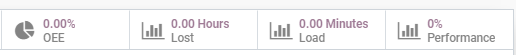 0.00%
OEE
0.00 Hours
Lost
0.00 Minutes
Load
0%
Performance